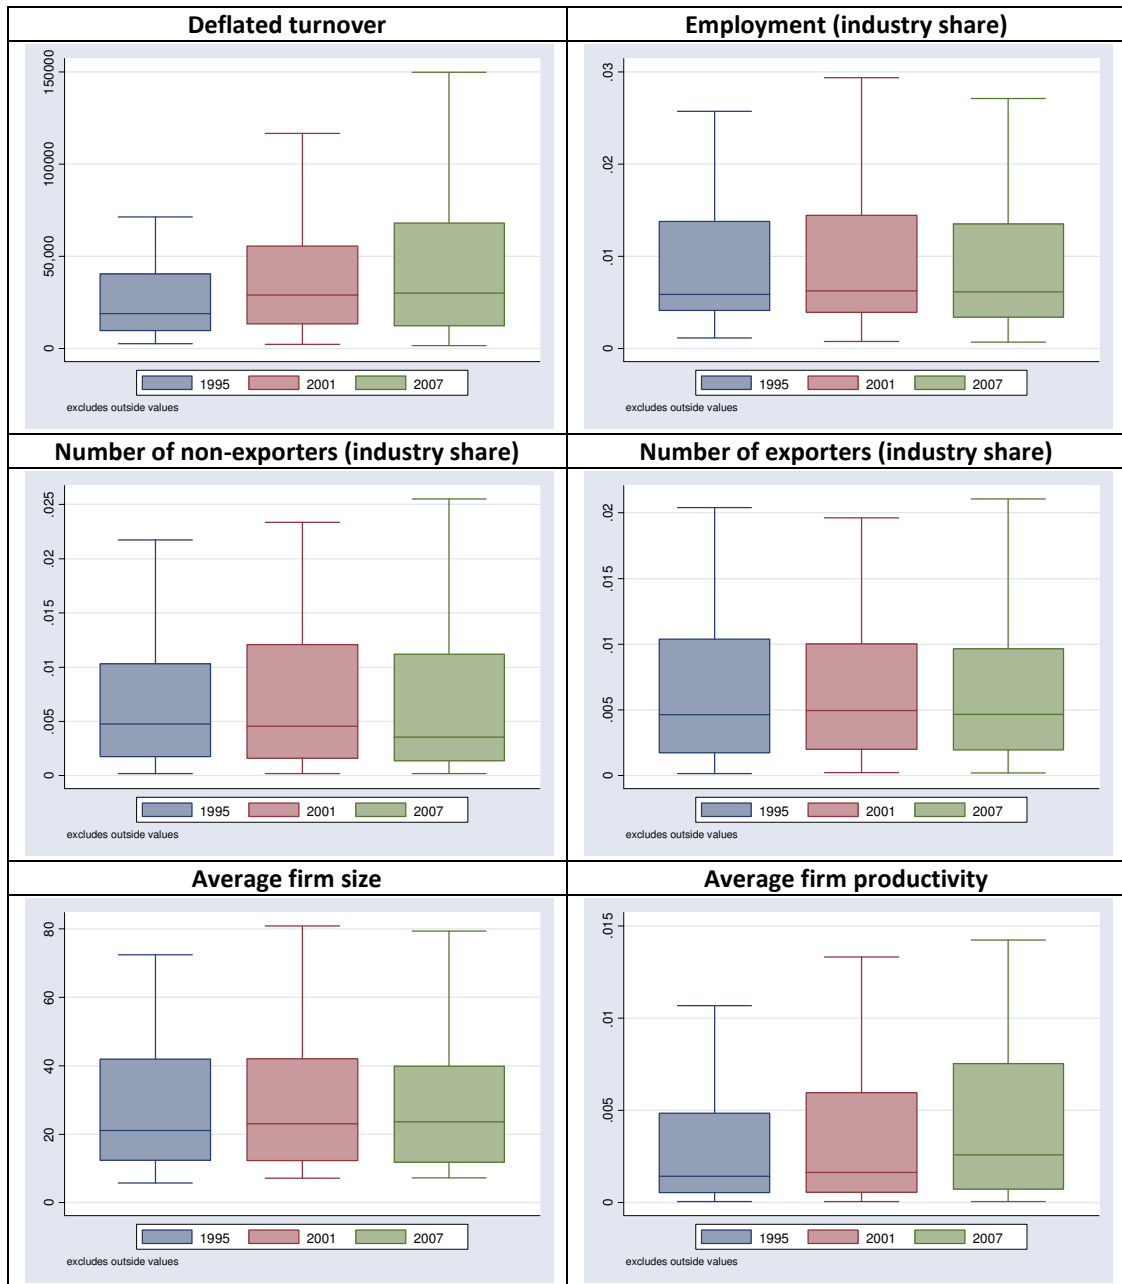 Deflated turnover
Employment (industry share)
150000
100000
50,000
0
1995 2001 2007
excludes outside values
.03
.02
.01
0
1995 2001 2007
excludes outside values
Number of non-exporters (industry share)
Number of exporters (industry share)
.025
.02
.015
.01
.005
0
1995 2001 2007
excludes outside values
.02
.015
.01
.005
0
1995 2001 2007
excludes outside values
Average firm size
Average firm productivity
80
60
40
20
0
1995 2001 2007
excludes outside values
.015
.01
.005
0
1995 2001 2007
excludes outside values